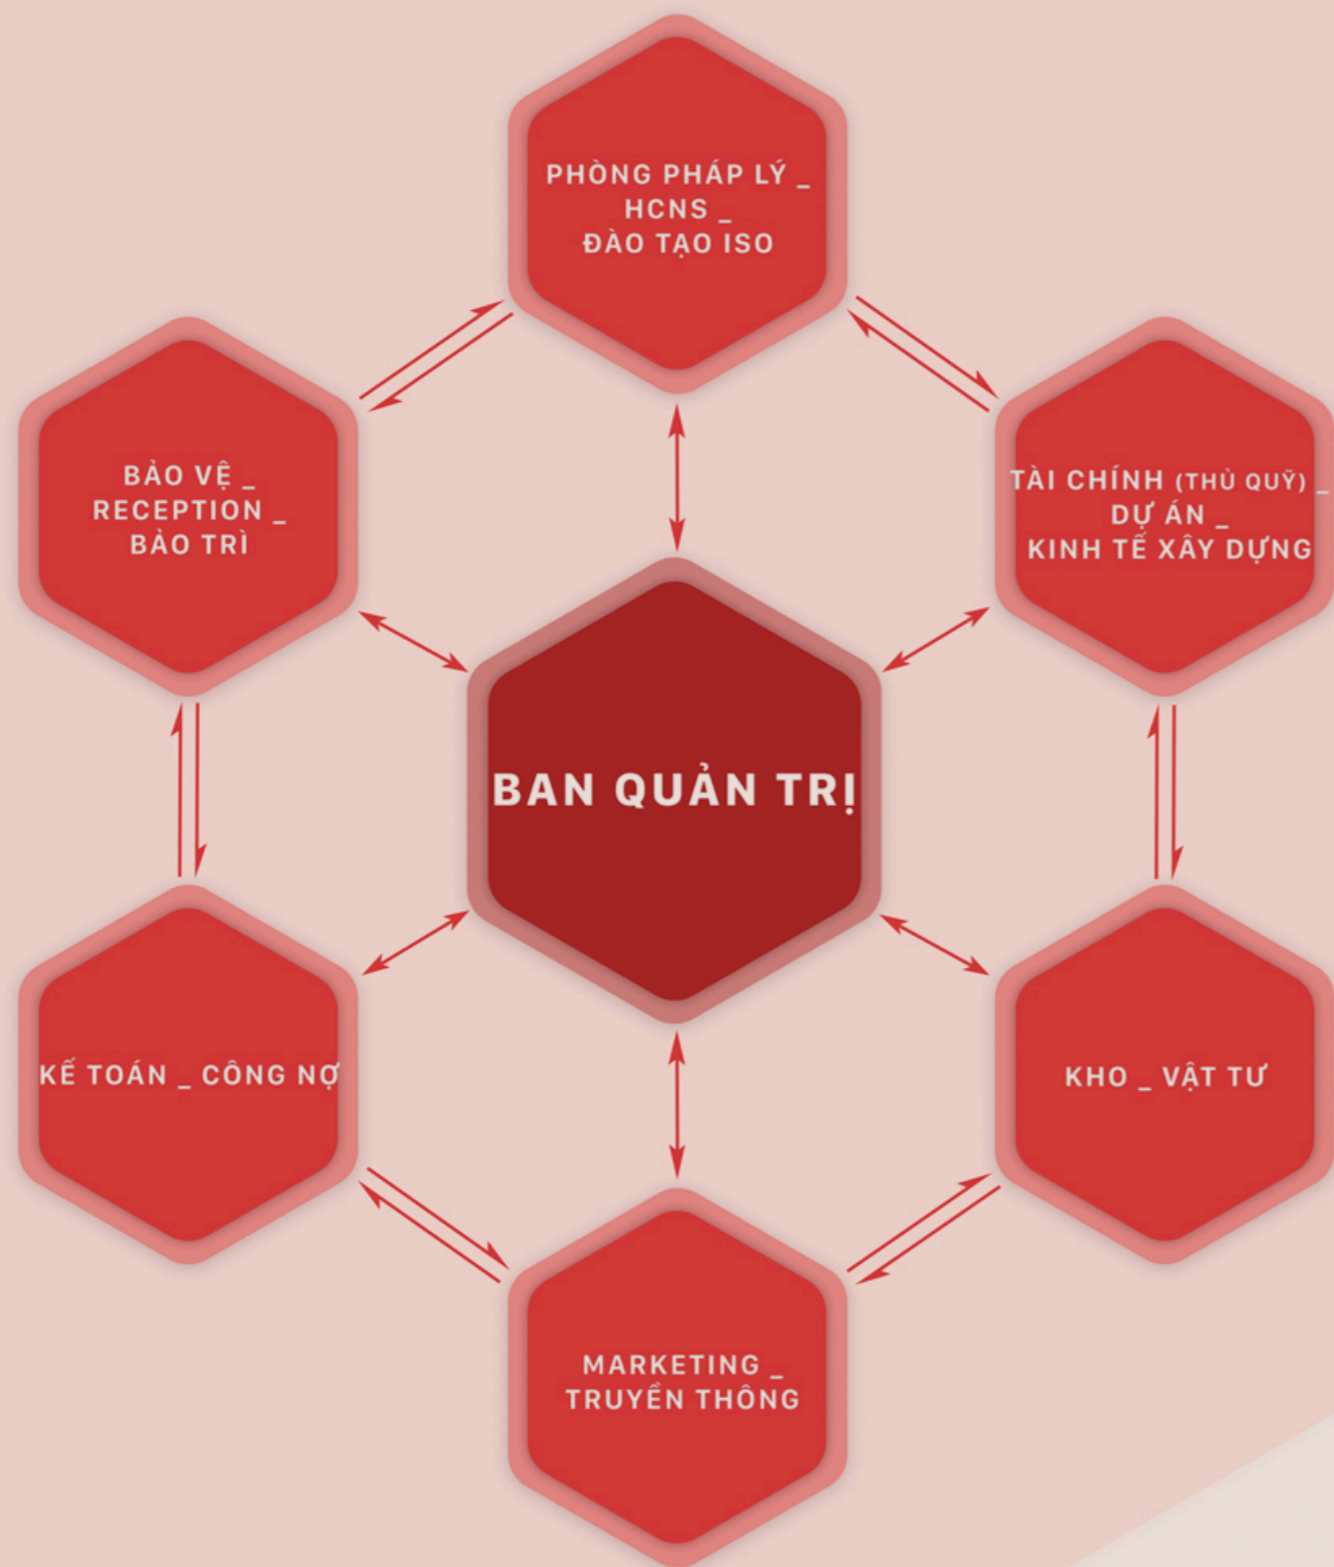 PHÒNG PHÁP LÝ _
HCNS _
ĐÀO TẠO ISO
BẢO VỆ _
RECEPTION _
BẢO TRÌ
TÀI CHÍNH (THỦ QUỸ) _
DỰ ÁN _
KINH TẾ XÂY DỰNG
BAN QUẢN TRỊ
KẾ TOÁN _ CÔNG NỢ
KHO _ VẬT TƯ
MARKETING _
TRUYỀN THÔNG